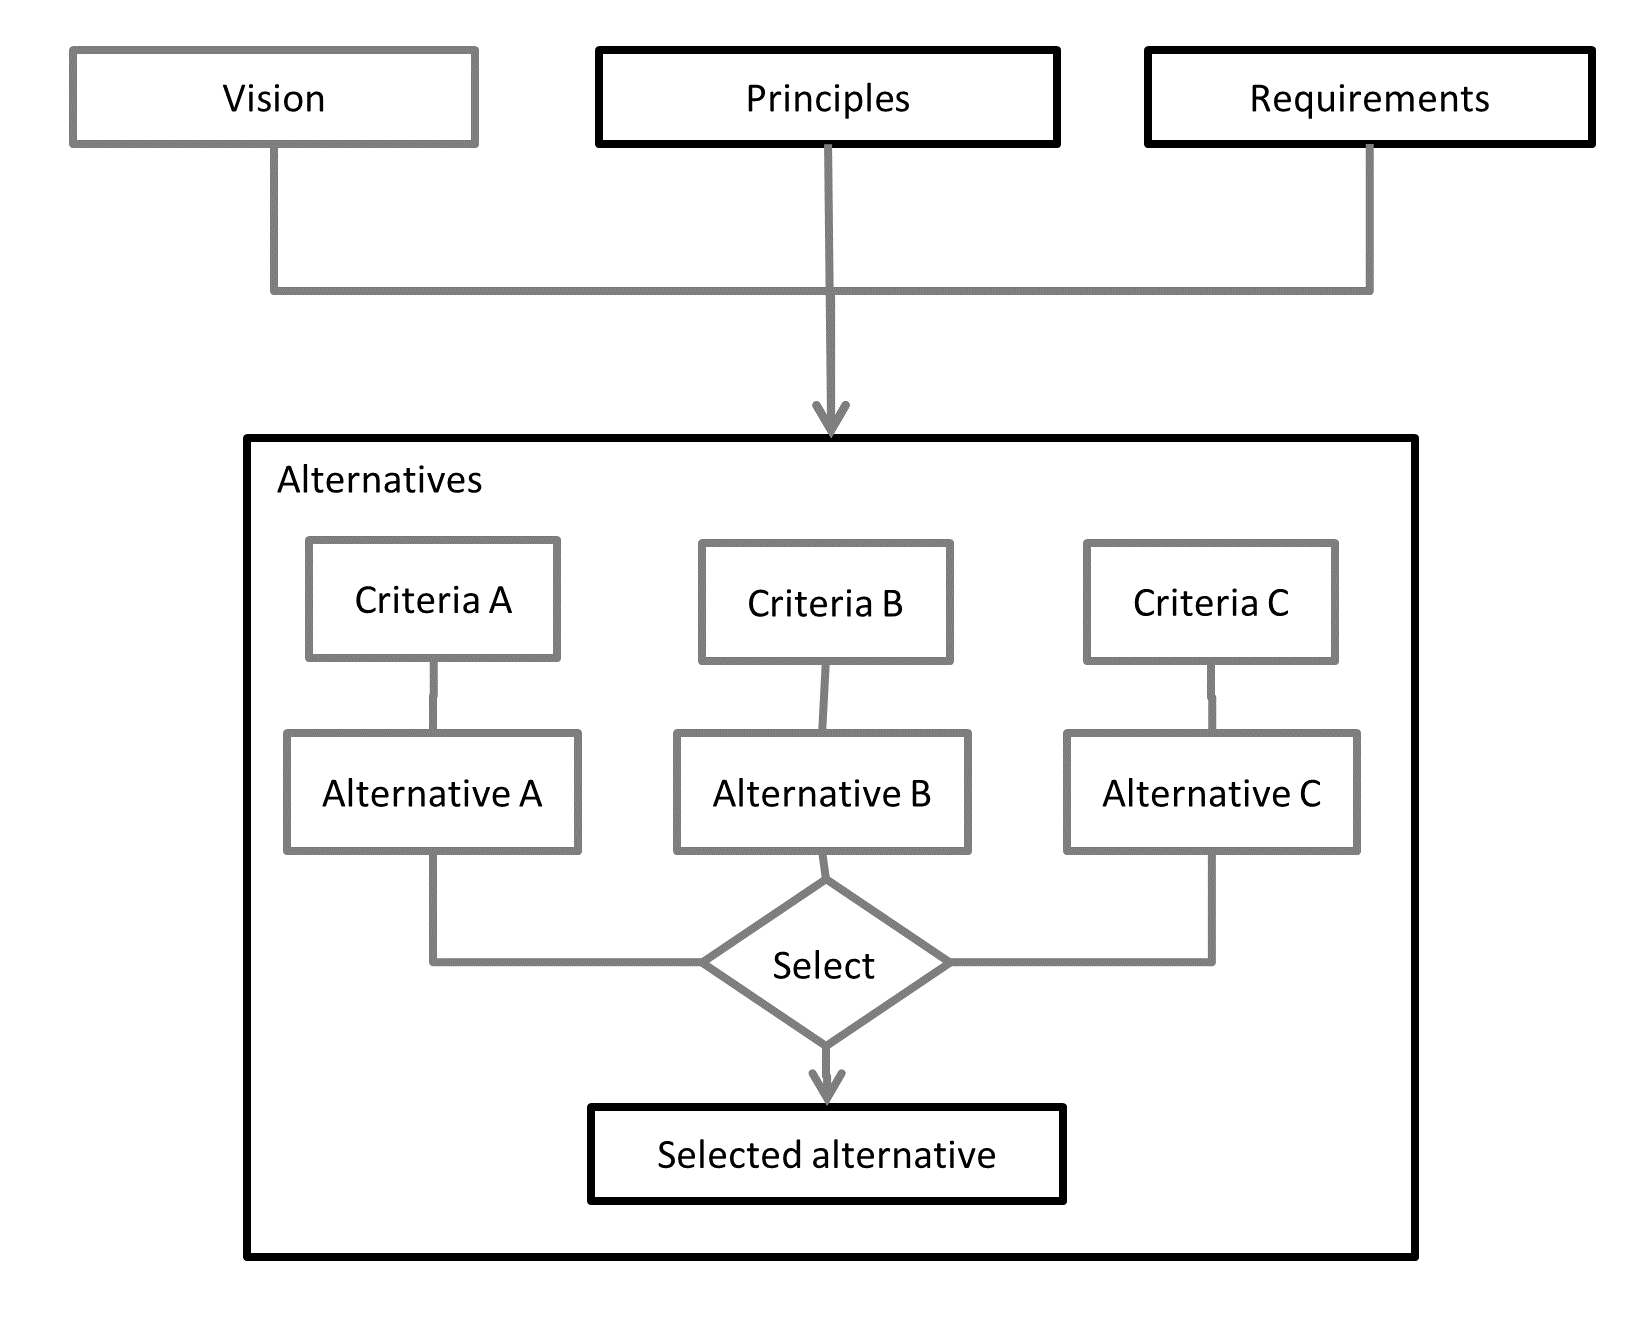 Vision
Principles
Requirements
Alternatives
Criteria A
Criteria B
Criteria C
Alternative A
Alternative B
Alternative C
Select
Selected alternative